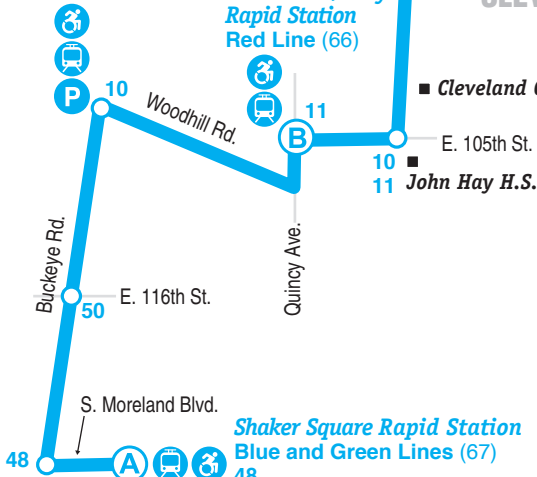 Rapid Station
Red Line (66)
P
10
Woodhill Rd.
11
B
Cleveland
E. 105th St.
10
11
John Hay H.S.
Buckeye Rd.
Quincy Ave.
E. 116th St.
50
S. Moreland Blvd.
Shaker Square Rapid Station
48
A
Blue and Green Lines (67)
48